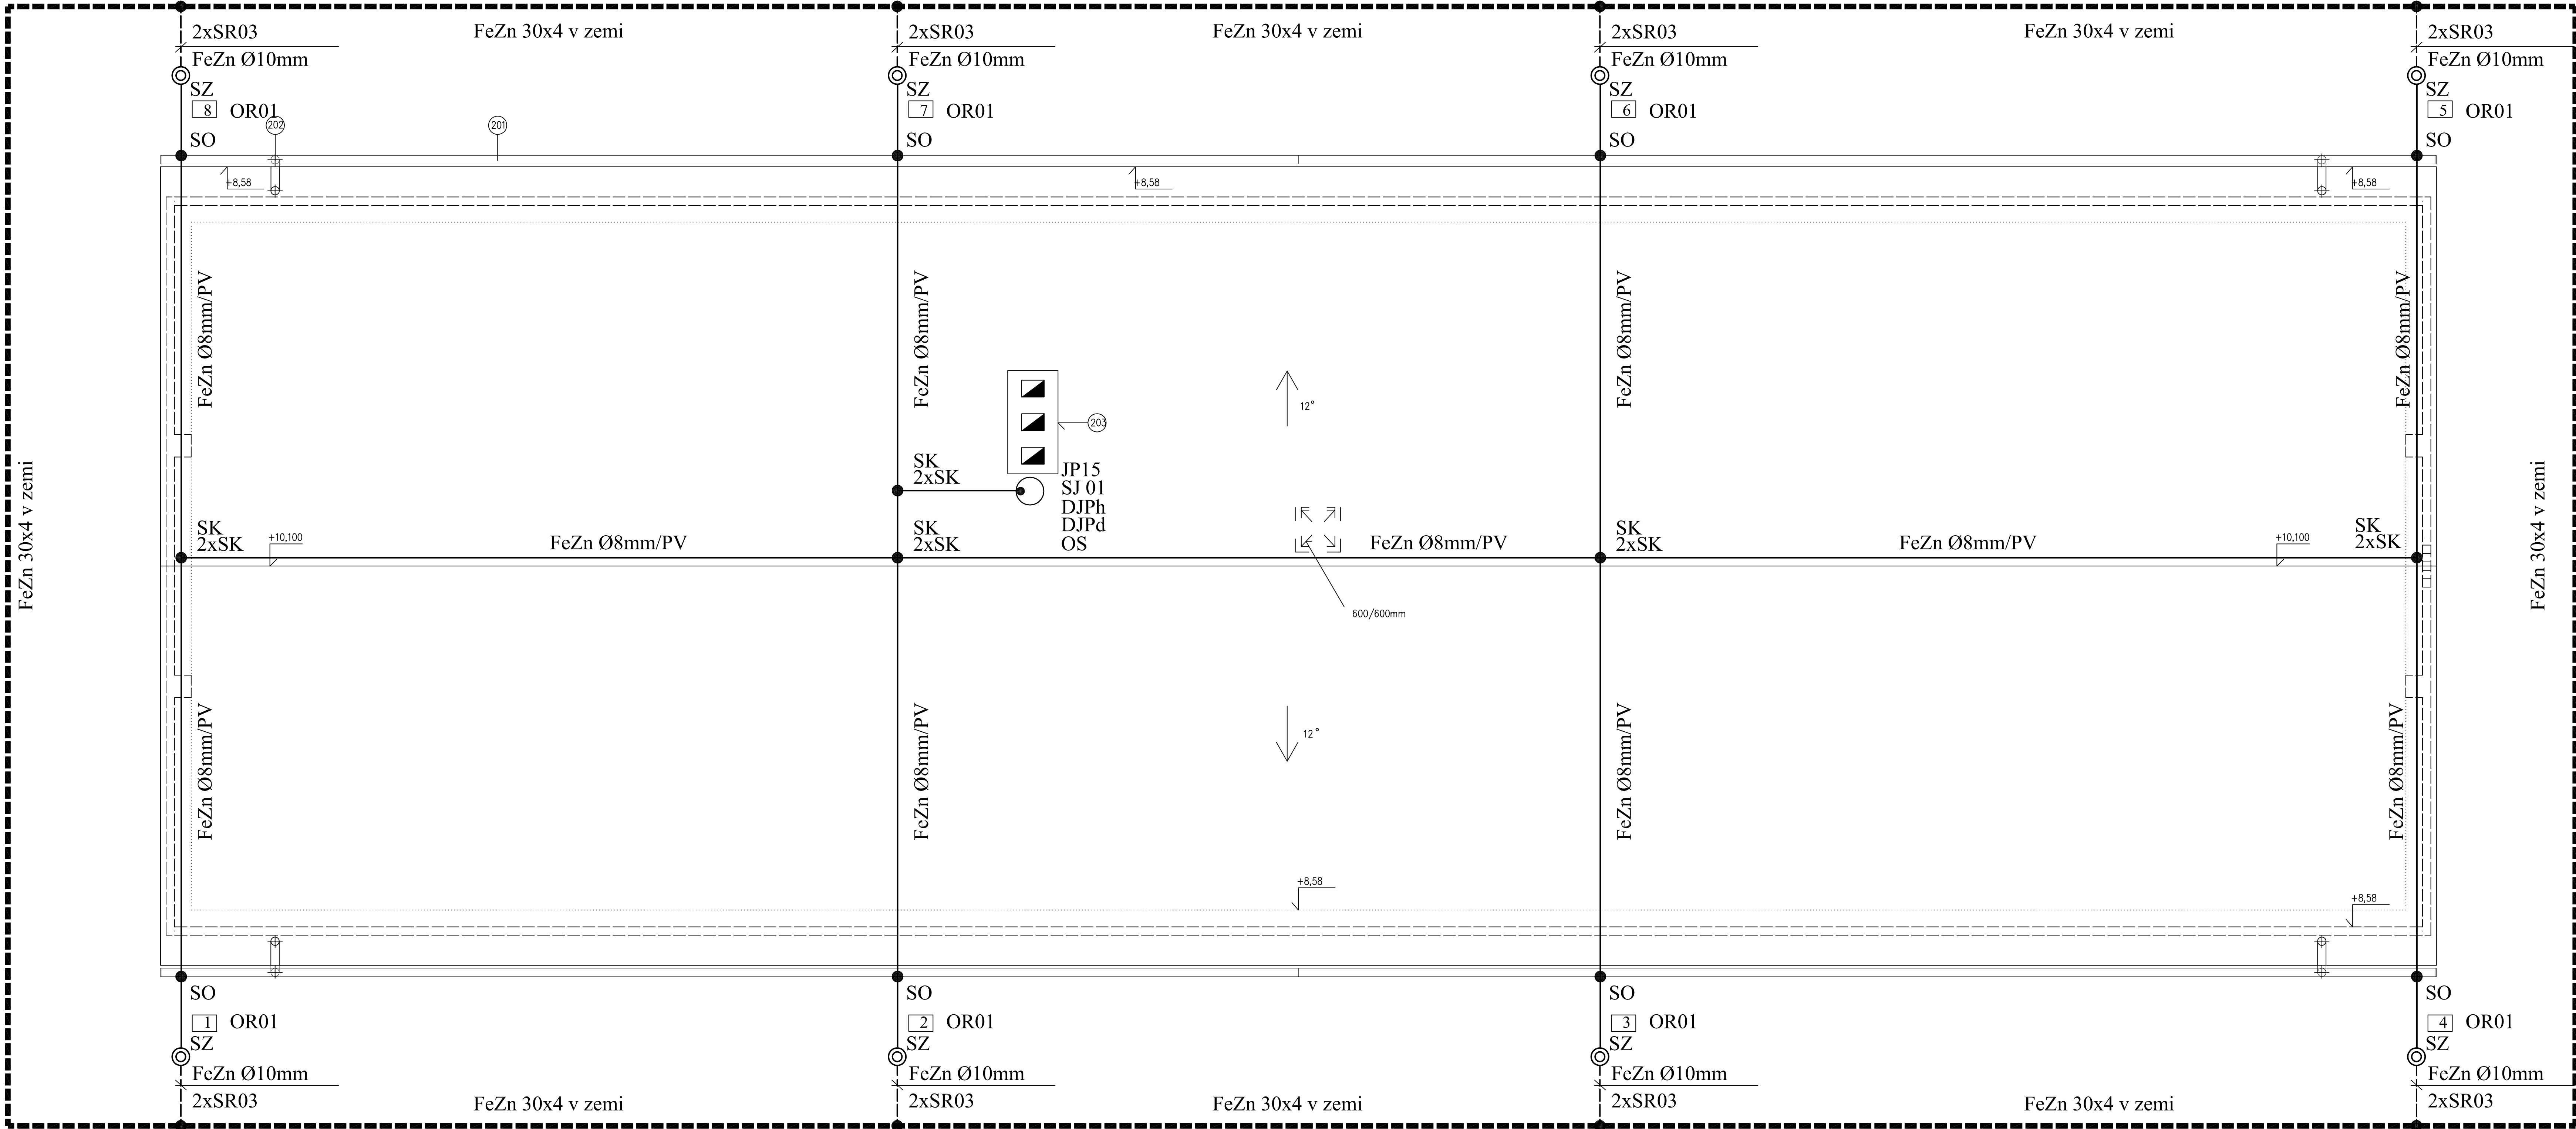 2xSR03
FeZn 30x4 v zemi
2xSR03
FeZn 30x4 v zemi
2xSR03
FeZn 30x4 v zemi
2xSR03
FeZn Ø10mm
FeZn Ø10mm
FeZn Ø10mm
FeZn Ø10mm
SZ
SZ
SZ
SZ
8 OR01
7 OR01
6 OR01
5 OR01
202
201
SO
SO
SO
SO
+8,58
+8,58
+8,58
FeZn Ø8mm/PV
FeZn Ø8mm/PV
FeZn Ø8mm/PV
FeZn Ø8mm/PV
12°
203
SK
2xSK
JP15
SJ 01
DJPh
DJPd
OS
FeZn 30x4 v zemi
FeZn 30x4 v zemi
SK
2xSK
+10,100
FeZn Ø8mm/PV
SK
2xSK
FeZn Ø8mm/PV
SK
2xSK
FeZn Ø8mm/PV
+10,100
SK
2xSK
600/600mm
12°
FeZn Ø8mm/PV
FeZn Ø8mm/PV
FeZn Ø8mm/PV
FeZn Ø8mm/PV
+8,58
+8,58
SO
SO
SO
SO
1 OR01
2 OR01
3 OR01
4 OR01
SZ
SZ
SZ
SZ
FeZn Ø10mm
FeZn Ø10mm
FeZn Ø10mm
FeZn Ø10mm
2xSR03
FeZn 30x4 v zemi
2xSR03
FeZn 30x4 v zemi
2xSR03
FeZn 30x4 v zemi
2xSR03